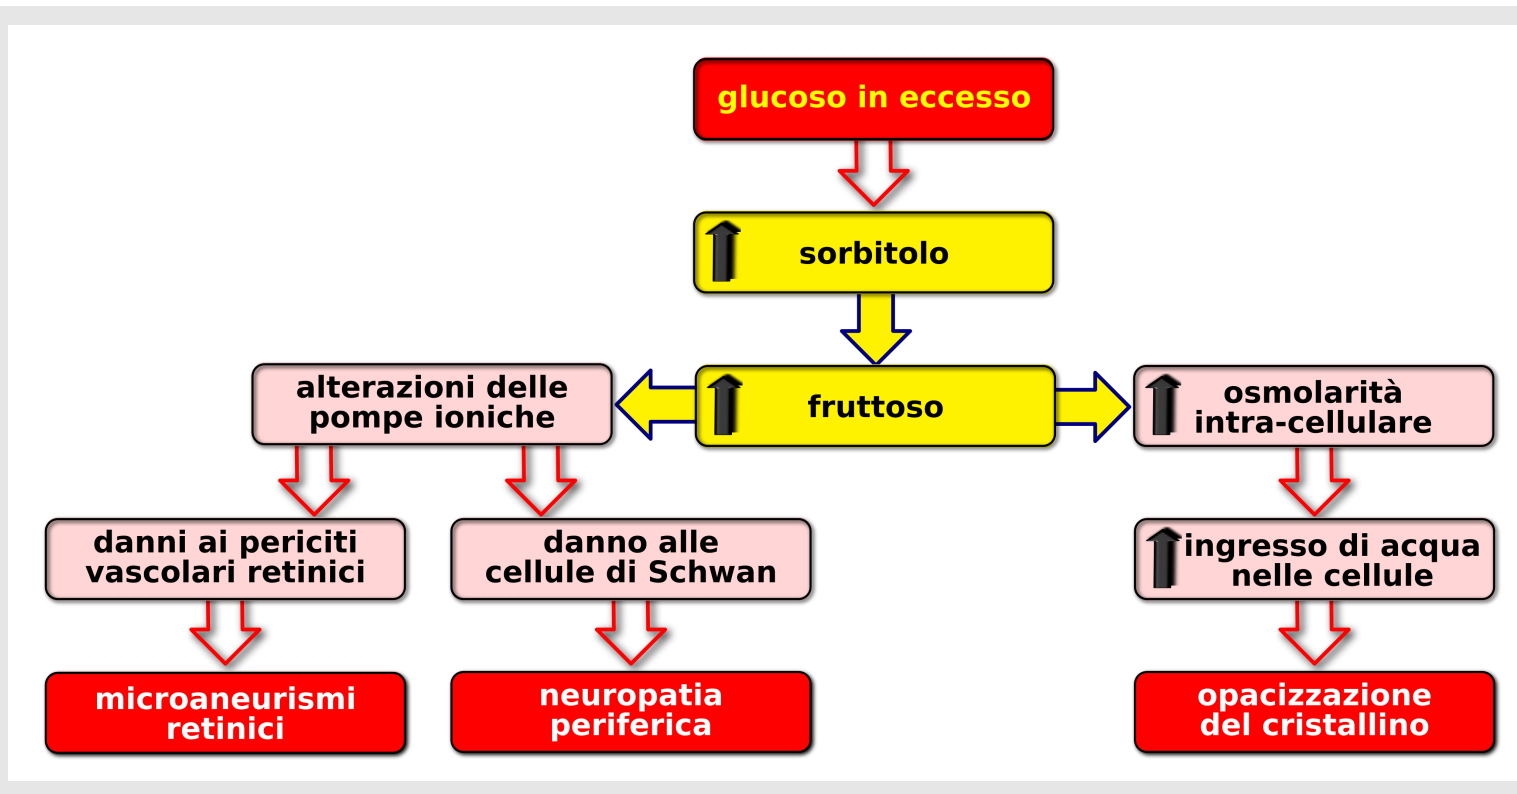 glucoso in eccesso
sorbitolo
alterazioni delle
pompe ioniche
fruttoso
osmolarità
intra-cellulare
danni ai periciti
vascolari retinici
danno alle
cellule di Schwan
ingresso di acqua
nelle cellule
microaneurismi
retinici
neuropatia
periferica
opacizzazione
del cristallino